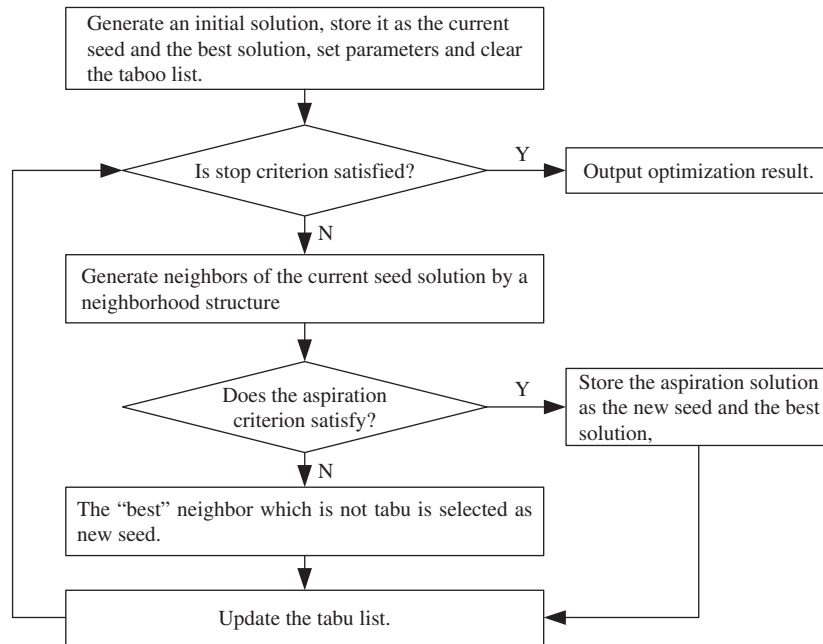 Generate an initial solution, store it as the current
seed and the best solution, set parameters and clear
the taboo list.
Is stop criterion satisfied?
Y
Output optimization result.
N
Generate neighbors of the current seed solution by a
neighborhood structure
Does the aspiration
criterion satisfy?
Y
Store the aspiration solution
as the new seed and the best
solution,
N
The “best” neighbor which is not tabu is selected as
new seed.
Update the tabu list.